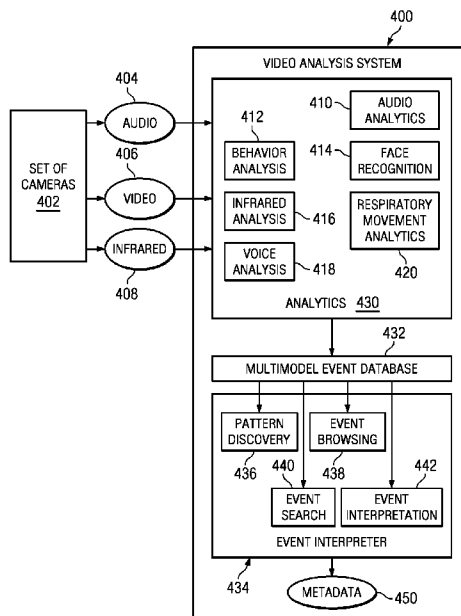 400
VIDEO ANALYSIS SYSTEM
404
AUDIO
406
VIDEO
INFRARED
408
SET OF
CAMERAS
402
410
AUDIO
ANALYTICS
412
BEHAVIOR
ANALYSIS
414
FACE
RECOGNITION
INFRARED
ANALYSIS
416
RESPIRATORY
MOVEMENT
ANALYTICS
420
VOICE
ANALYSIS
418
ANALYTICS 430
432
MULTIMODEL EVENT DATABASE
PATTERN
DISCOVERY
436
EVENT
BROWSING
438
440
EVENT
SEARCH
442
EVENT
INTERPRETATION
EVENT INTERPRETER
434
METADATA
450